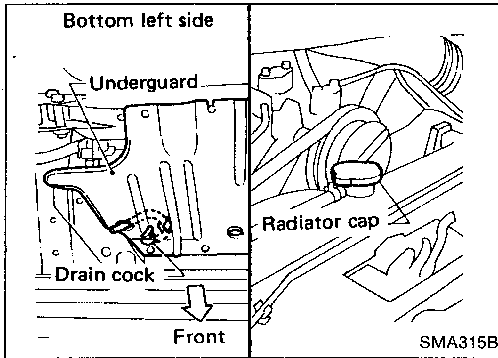 Bottom left side
Underguard
Drain cock
Front
Radiator cap
SMA315B